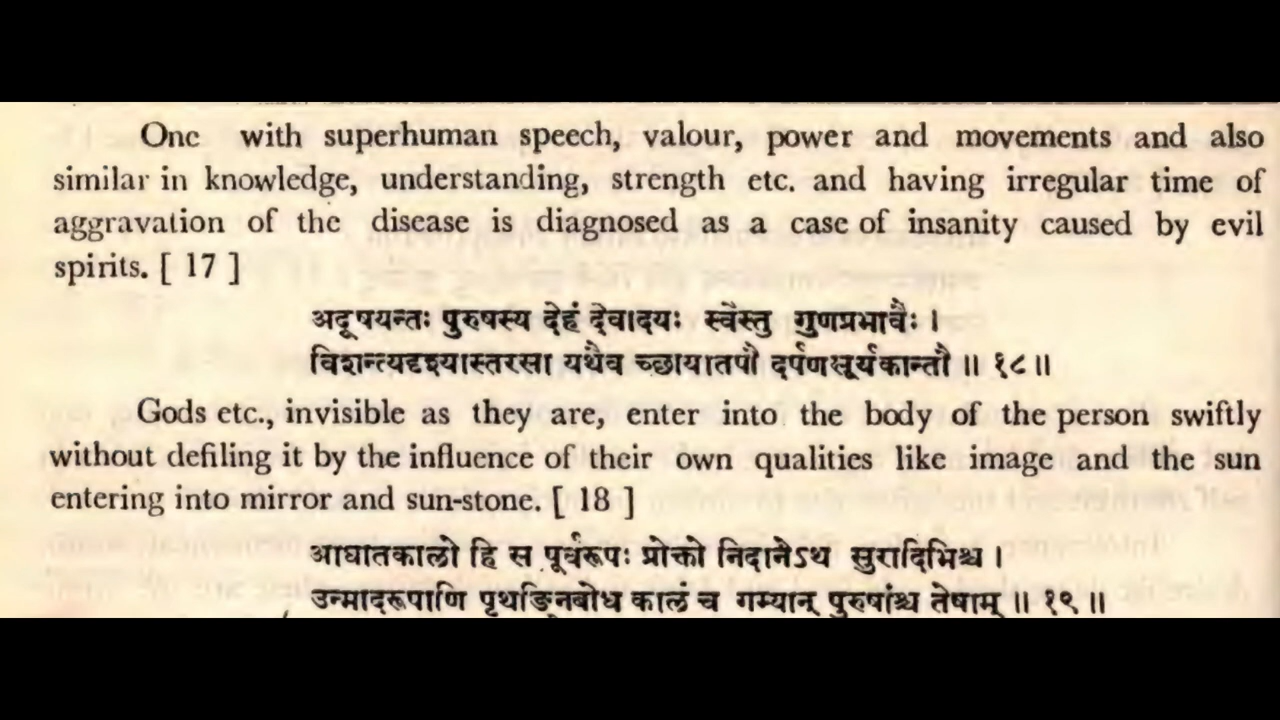 One with superhuman speech, valour, power and movements and also
similar in knowledge, understanding, strength etc. and having irregular time of
aggravation of the disease is diagnosed as a case of insanity caused by evil
spirits. [ 17 ]
अदूषयन्तः पुरुषस्य देहं देवादयः स्वैस्तु गुणप्रभावैः ।
विशन्त्यदृश्यास्तरसा यथैव च्छायातपौ दर्पणसूर्यकान्तौ ॥ १८ ॥
Gods etc., invisible as they are, enter into the body of the person swiftly
without defiling it by the influence of their own qualities like image and the sun
entering into mirror and sun-stone. [ 18 ]
आघातकालो हि स पूर्वरूपः प्रोक्तो निदानेऽथ सुरादिभिश्च ।
उन्मादरूपाणि पृथङ्निबोध कालं च गम्यान् पुरुषांश्च तेषाम् ॥ १९ ॥